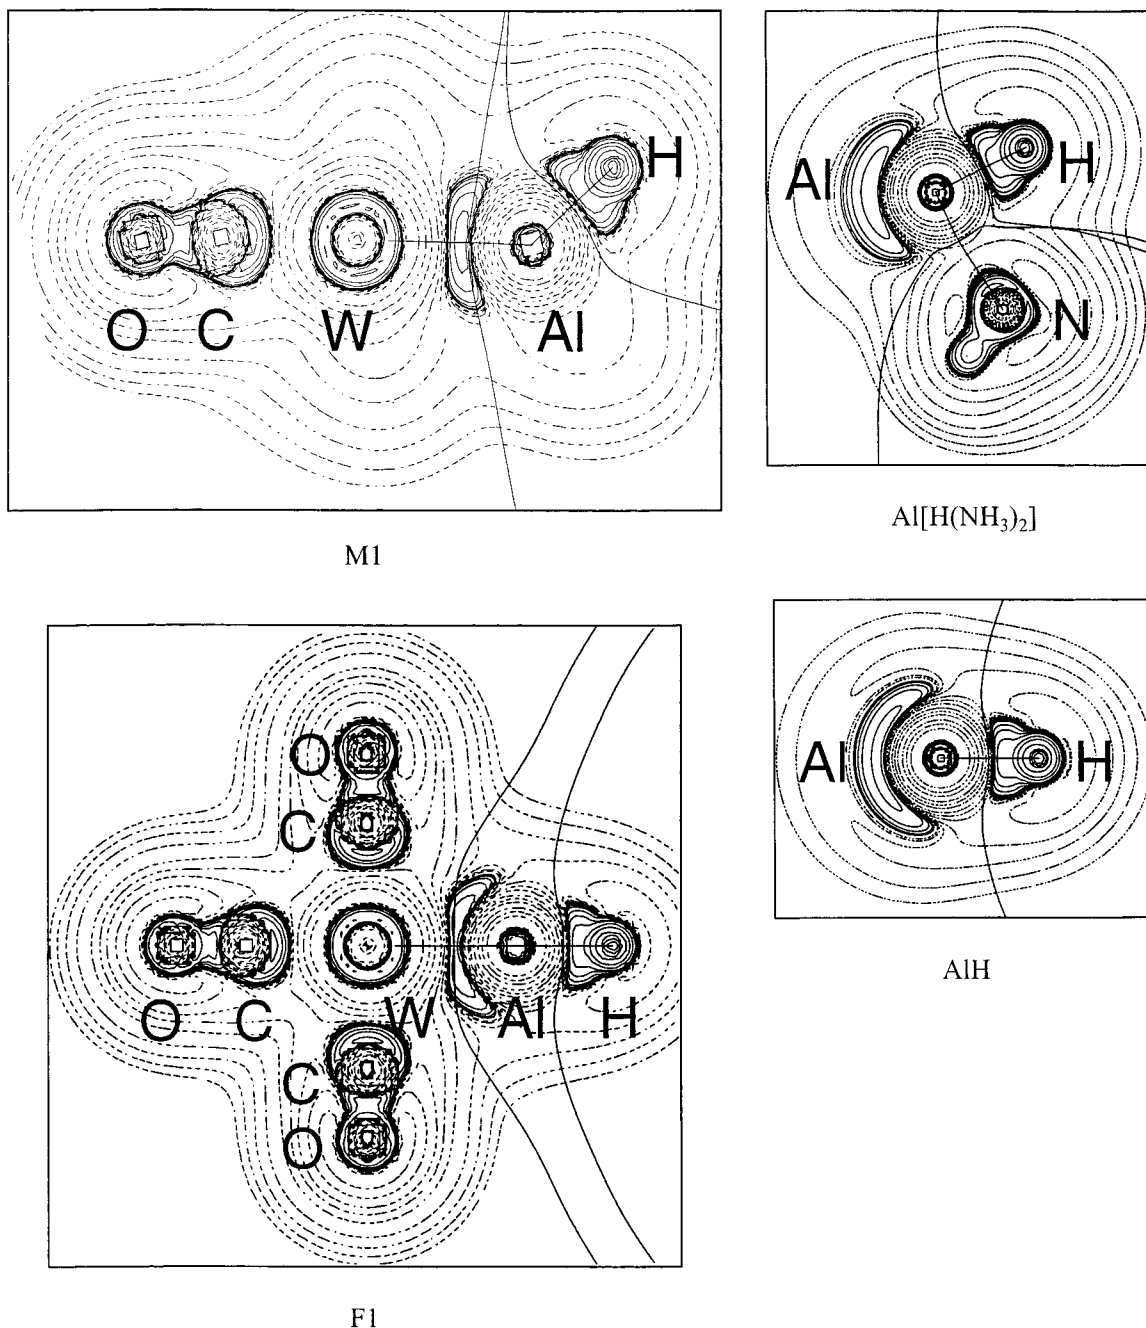 H
O C W Al
M1
Al H
N
Al[H(NH₃)₂]
O
C
O C W Al H
C
O
F1
Al H
AlH